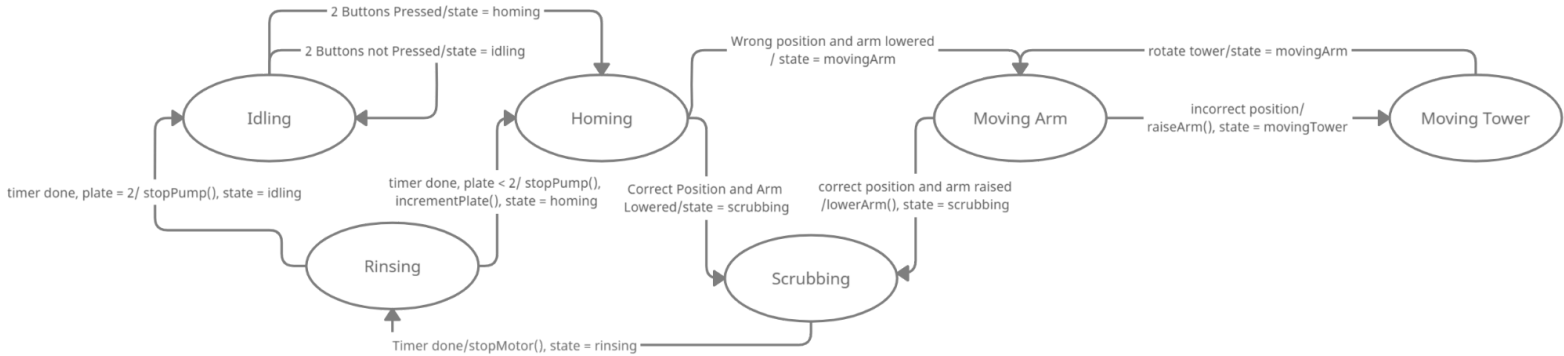 2 Buttons Pressed/state = homing
2 Buttons not Pressed/state = idling
Wrong position and arm lowered
/ state = movingArm
rotate tower/state = movingArm
Idling
Homing
Moving Arm
incorrect position/
raiseArm(), state = movingTower
Moving Tower
timer done, plate = 2/ stopPump(), state = idling
timer done, plate < 2/ stopPump(),
incrementPlate(), state = homing
Correct Position and Arm
Lowered/state = scrubbing
correct position and arm raised
/lowerArm(), state = scrubbing
Rinsing
Scrubbing
Timer done/stopMotor(), state = rinsing